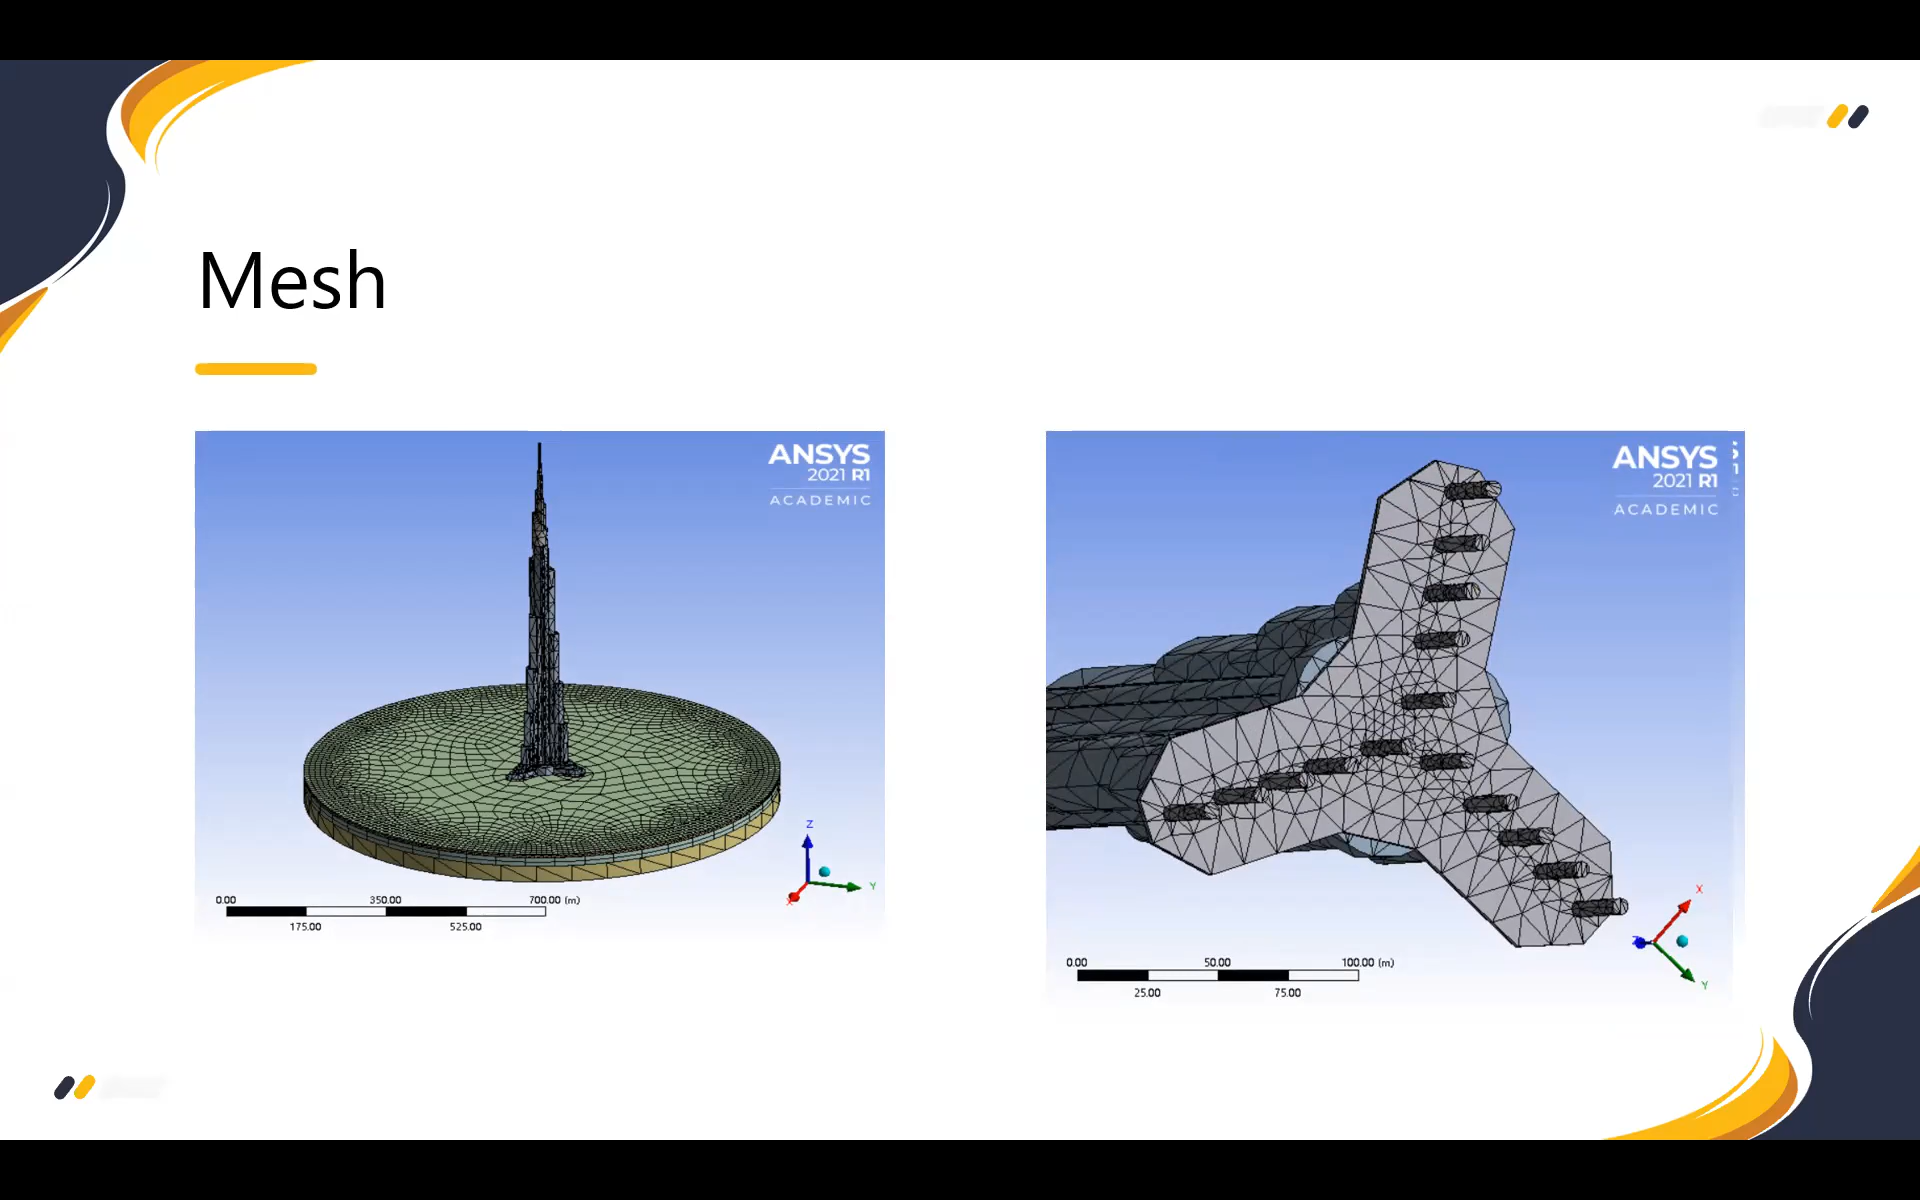 Mesh
ANSYS
2021 R1
ACADEMIC
Z
Y
X
0.00 350.00 700.00 (m)
175.00 525.00
ANSYS
2021 R1
ACADEMIC
X
Z
Y
0.00 50.00 100.00 (m)
25.00 75.00